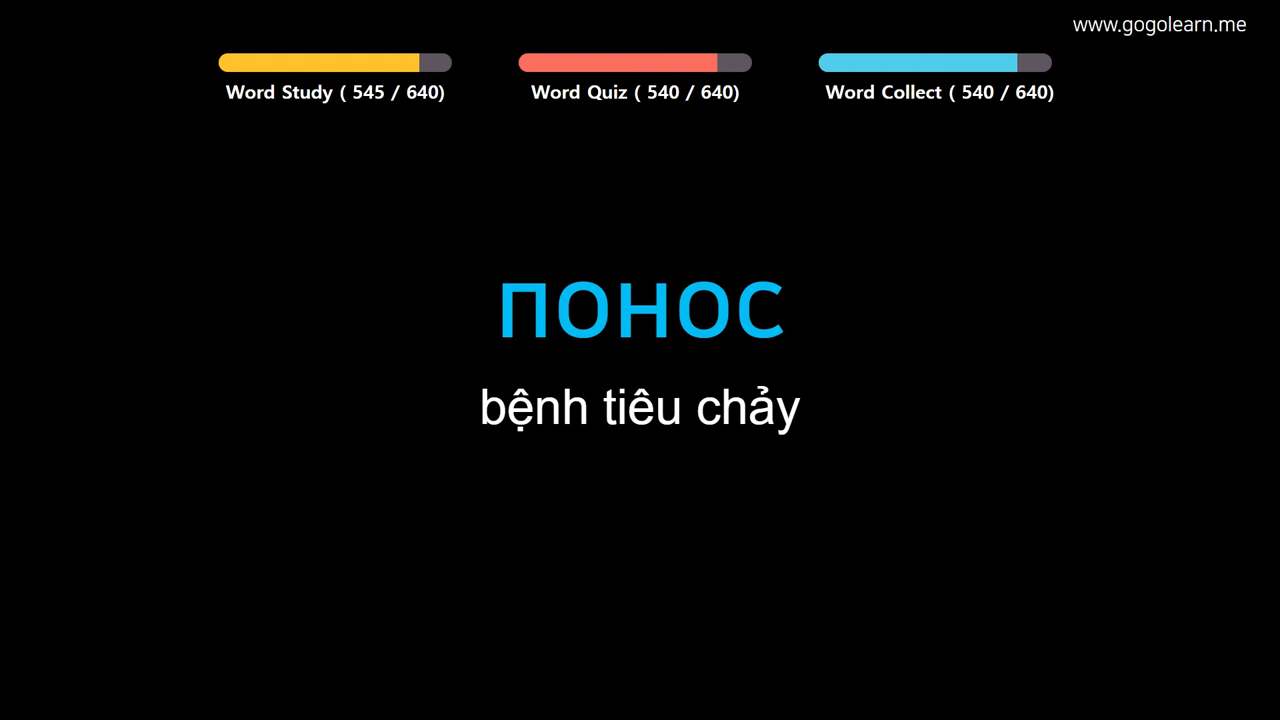 www.gogolearn.me
Word Study ( 545 / 640)
Word Quiz ( 540 / 640)
Word Collect ( 540 / 640)
понос
bệnh tiêu chảy